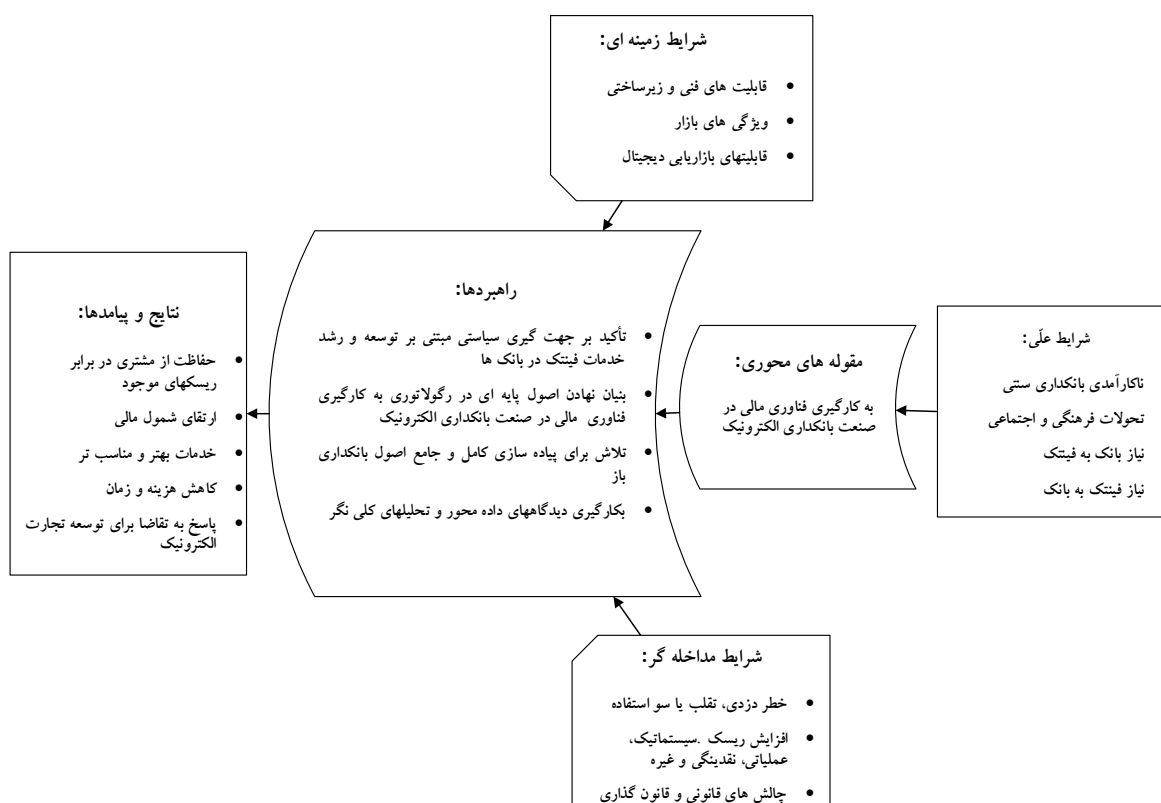 شرایط زمینه ای:
• قابلیت های فنی و زیرساختی
• ویژگی های بازار
• قابلیتهای بازاریابی دیجیتال
شرایط علّی:
ناکارآمدی بانکداری سنتی
تحولات فرهنگی و اجتماعی
نیاز بانک به فینتک
نیاز فینتک به بانک
مقوله های محوری:
به کارگیری فناوری مالی در
صنعت بانکداری الکترونیک
راهبردها:
• تأکید بر جهت گیری سیاستی مبتنی بر توسعه و رشد
خدمات فینتک در بانک ها
• بنیان نهادن اصول پایه ای در رگولاتوری به کارگیری
فناوری مالی در صنعت بانکداری الکترونیک
• تلاش برای پیاده سازی کامل و جامع اصول بانکداری
باز
• بکارگیری دیدگاههای داده محور و تحلیلهای کلی نگر
نتایج و پیامدها:
• حفاظت از مشتری در برابر
ریسکهای موجود
• ارتقای شمول مالی
• خدمات بهتر و مناسب تر
• کاهش هزینه و زمان
• پاسخ به تقاضا برای توسعه تجارت
الکترونیک
شرایط مداخله گر:
• خطر دزدی، تقلب یا سو استفاده
• افزایش ریسک .سیستماتیک،
عملیاتی، نقدینگی و غیره
• چالش های قانونی و قانون گذاری